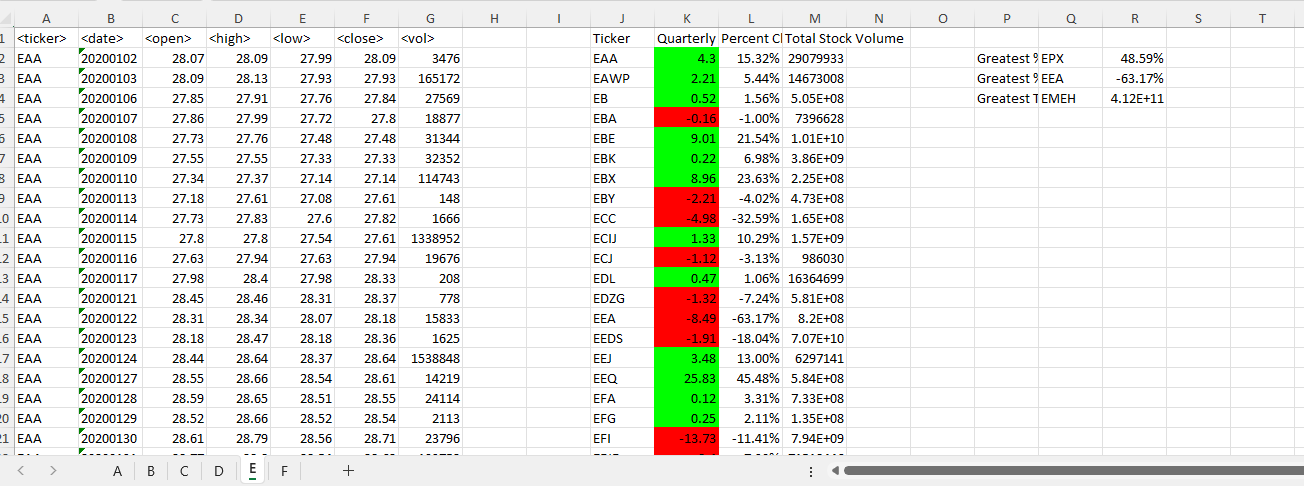 A B C D E F G H I J K L M N O P Q R S T
1 <ticker> <date> <open> <high> <low> <close> <vol> Ticker Quarterly Percent Cl Total Stock Volume
2 EAA 20200102 28.07 28.09 27.99 28.09 3476 EAA 4.3 15.32% 29079933 Greatest % EPX 48.59%
3 EAA 20200103 28.09 28.13 27.93 27.93 165172 EAWP 2.21 5.44% 14673008 Greatest % EEA -63.17%
4 EAA 20200106 27.85 27.91 27.76 27.84 27569 EB 0.52 1.56% 5.05E+08 Greatest T EMEH 4.12E+11
5 EAA 20200107 27.86 27.99 27.72 27.8 18877 EBA -0.16 -1.00% 7396628
6 EAA 20200108 27.73 27.76 27.48 27.48 31344 EBE 9.01 21.54% 1.01E+10
7 EAA 20200109 27.55 27.55 27.33 27.33 32352 EBK 0.22 6.98% 3.86E+09
8 EAA 20200110 27.34 27.37 27.14 27.14 114743 EBX 8.96 23.63% 2.25E+08
9 EAA 20200113 27.18 27.61 27.08 27.61 148 EBY -2.21 -4.02% 4.73E+08
.0 EAA 20200114 27.73 27.83 27.6 27.82 1666 ECC -4.98 -32.59% 1.65E+08
.1 EAA 20200115 27.8 27.8 27.54 27.61 1338952 ECIJ 1.33 10.29% 1.57E+09
.2 EAA 20200116 27.63 27.94 27.63 27.94 19676 ECJ -1.12 -3.13% 986030
.3 EAA 20200117 27.98 28.4 27.98 28.33 208 EDL 0.47 1.06% 16364699
.4 EAA 20200121 28.45 28.46 28.31 28.37 778 EDZG -1.32 -7.24% 5.81E+08
.5 EAA 20200122 28.31 28.34 28.07 28.18 15833 EEA -8.49 -63.17% 8.2E+08
.6 EAA 20200123 28.18 28.47 28.18 28.36 1625 EEDS -1.91 -18.04% 7.07E+10
.7 EAA 20200124 28.44 28.64 28.37 28.64 1538848 EEJ 3.48 13.00% 6297141
.8 EAA 20200127 28.55 28.66 28.54 28.61 14219 EEQ 25.83 45.48% 5.84E+08
.9 EAA 20200128 28.59 28.65 28.51 28.55 24114 EFA 0.12 3.31% 7.33E+08
20 EAA 20200129 28.52 28.66 28.52 28.54 2113 EFG 0.25 2.11% 1.35E+08
21 EAA 20200130 28.61 28.79 28.56 28.71 23796 EFI -13.73 -11.41% 7.94E+09
A B C D E F +